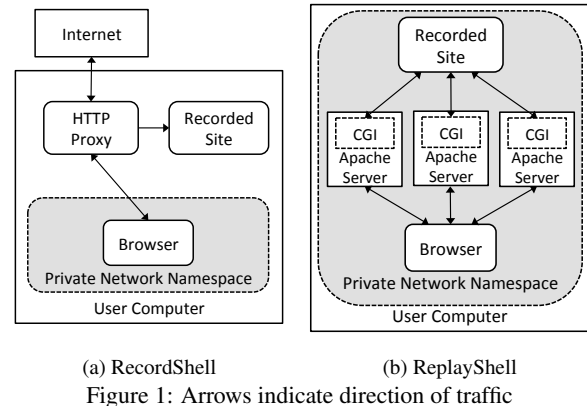 Internet
HTTP
Proxy
Recorded
Site
Browser
Private Network Namespace
User Computer
(a) RecordShell
Recorded
Site
CGI
Apache
Server
CGI
Apache
Server
CGI
Apache
Server
Browser
Private Network Namespace
User Computer
(b) ReplayShell
Figure 1: Arrows indicate direction of traffic